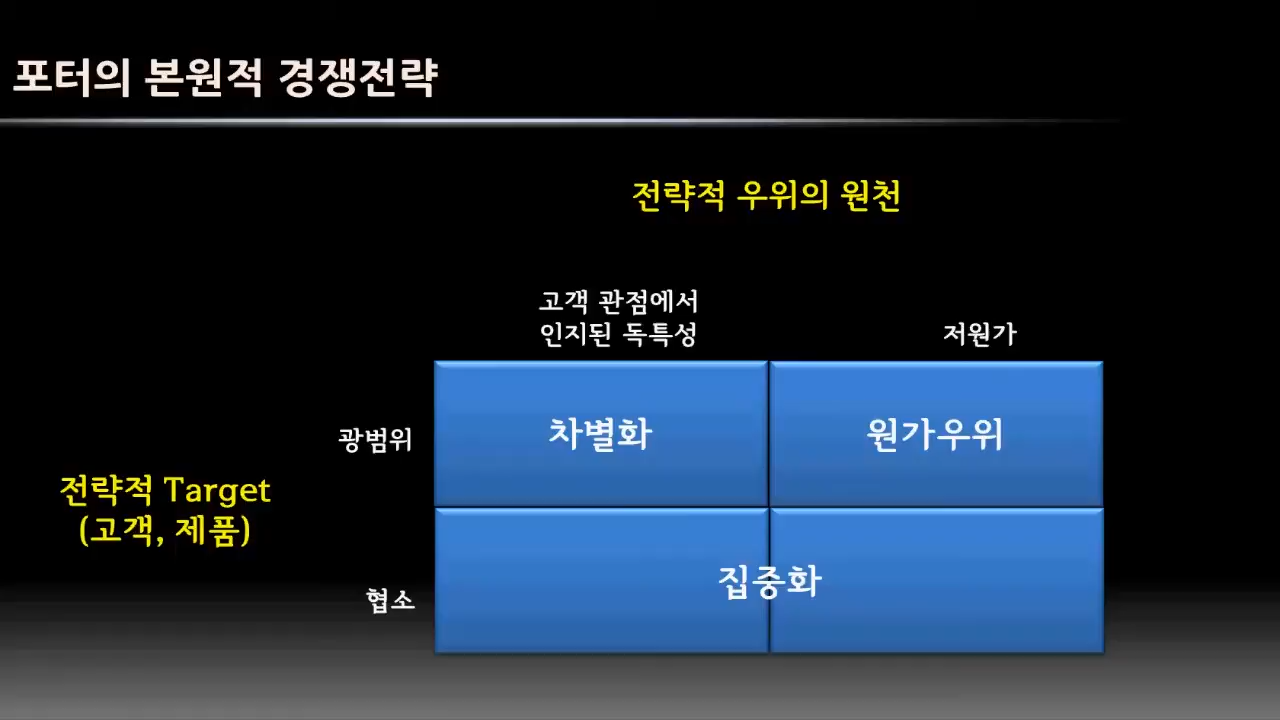 포터의 본원적 경쟁전략
전략적 우위의 원천
고객 관점에서
인지된 독특성
저원가
광범위
차별화
원가우위
전략적 Target
(고객, 제품)
협소
집중화